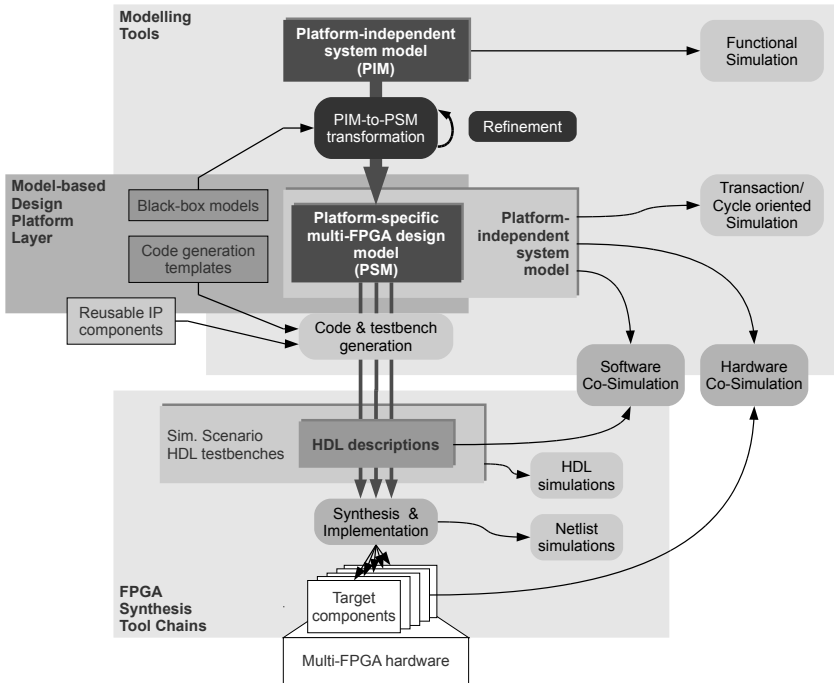 Modelling
Tools
Platform-independent
system model
(PIM)
Functional
Simulation
PIM-to-PSM
transformation
Refinement
Model-based
Design
Platform
Layer
Black-box models
Code generation
templates
Platform-specific
multi-FPGA design
model
(PSM)
Platform-
independent
system
model
Transaction/
Cycle oriented
Simulation
Reusable IP
components
Code & testbench
generation
Software
Co-Simulation
Hardware
Co-Simulation
Sim. Scenario
HDL testbenches
HDL descriptions
HDL
simulations
Synthesis &
Implementation
Netlist
simulations
FPGA
Synthesis
Tool Chains
Target
components
Multi-FPGA hardware